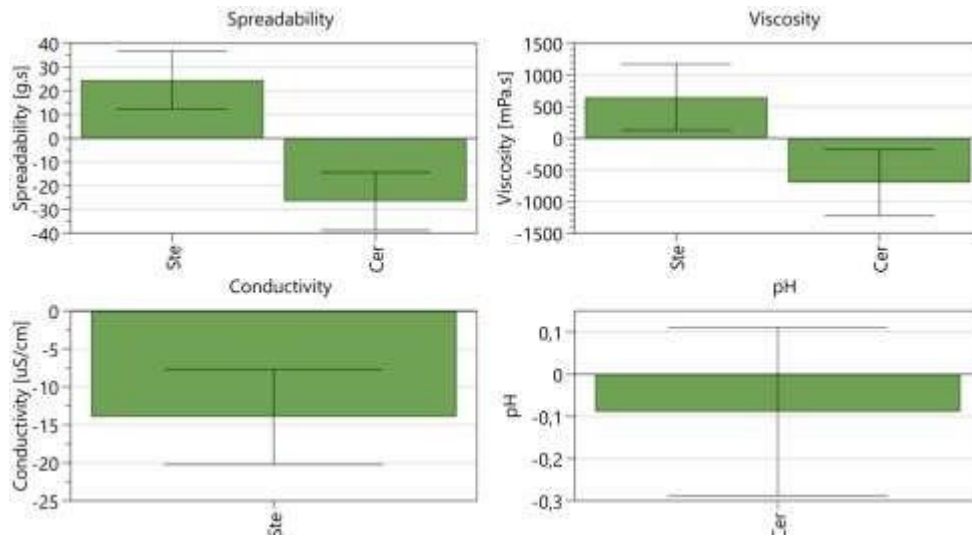 Spreadability
Spreadability [g.s]
40
30
20
10
0
-10
-20
-30
-40
Ste
Cer
Viscosity
Viscosity [mPa.s]
1500
1000
500
0
-500
-1000
-1500
Ste
Cer
Conductivity
Conductivity [uS/cm]
0
-5
-10
-15
-20
-25
Ste
pH
pH
0,1
0
-0,1
-0,2
-0,3
Cer